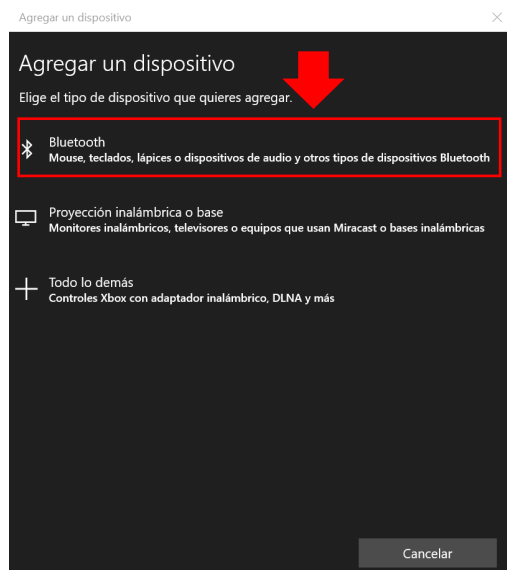 Agregar un dispositivo
Agregar un dispositivo
Elige el tipo de dispositivo que quieres agregar.
Bluetooth
Mouse, teclados, lápices o dispositivos de audio y otros tipos de dispositivos Bluetooth
Proyección inalámbrica o base
Monitores inalámbricos, televisores o equipos que usan Miracast o bases inalámbricas
Todo lo demás
Controles Xbox con adaptador inalámbrico, DLNA y más
Cancelar